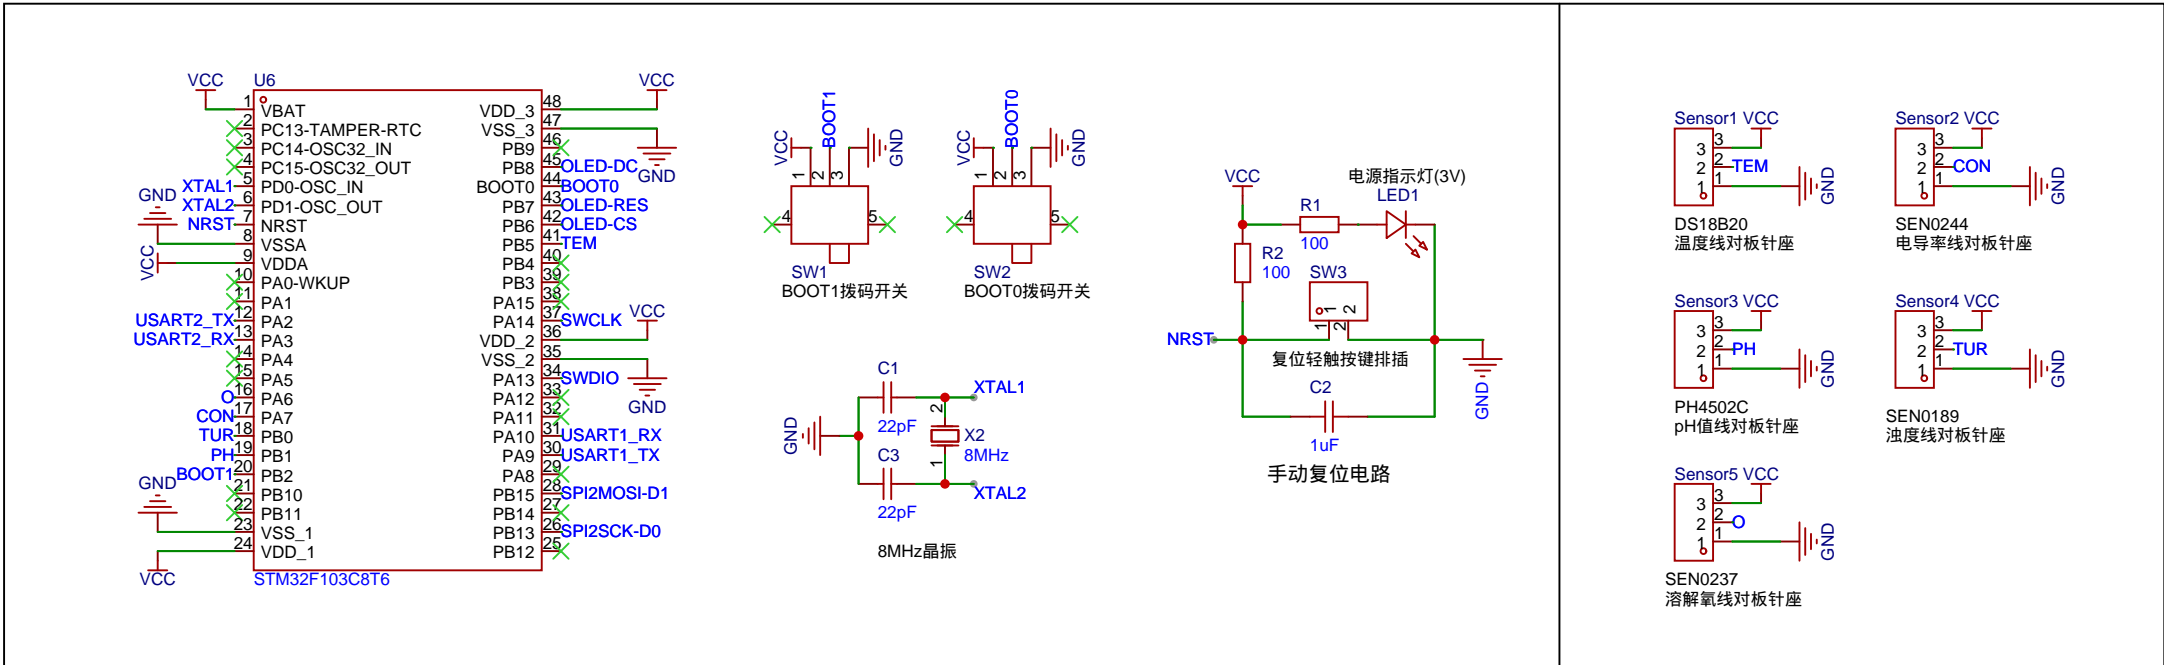 VCC
U6
VCC
1
VBAT
VDD_3
48
2
PC13-TAMPER-RTC
VSS_3
47
3
PC14-OSC32_IN
PB9
46
4
PC15-OSC32_OUT
PB8
45
OLED-DC
GND
XTAL1
5
PD0-OSC_IN
BOOT0
44
BOOT0
GND
XTAL2
6
PD1-OSC_OUT
PB7
43
OLED-RES
NRST
7
NRST
PB6
42
OLED-CS
8
VSSA
PB5
41
TEM
VCC
9
VDDA
PB4
40
10
PA0-WKUP
PB3
39
11
PA1
PA15
38
USART2_TX
12
PA2
PA14
37
SWCLK
VCC
USART2_RX
13
PA3
VDD_2
36
14
PA4
VSS_2
35
15
PA5
PA13
34
SWDIO
GND
O
16
PA6
PA12
33
CON
17
PA7
PA11
32
TUR
18
PB0
PA10
31
USART1_RX
PH
19
PB1
PA9
30
USART1_TX
BOOT1
20
PB2
PA8
29
GND
21
PB10
PB15
28
SPI2MOSI-D1
22
PB11
PB14
27
23
VSS_1
PB13
26
SPI2SCK-D0
24
VDD_1
PB12
25
VCC
STM32F103C8T6
VCC
BOOT1
GND
1
2
3
4
5
SW1
BOOT1拨码开关
VCC
BOOT0
GND
1
2
3
4
5
SW2
BOOT0拨码开关
C1
22pF
XTAL1
2
GND
X2
8MHz
1
C3
22pF
XTAL2
8MHz晶振
VCC
电源指示灯(3V)
LED1
R1
100
R2
100
SW3
1
2
1
2
NRST
复位轻触按键排插
GND
C2
1uF
手动复位电路
Sensor1 VCC
3
3
2
2
TEM
1
1
GND
DS18B20
温度线对板针座
Sensor2 VCC
3
3
2
2
CON
1
1
GND
SEN0244
电导率线对板针座
Sensor3 VCC
3
3
2
2
PH
1
1
GND
PH4502C
pH值线对板针座
Sensor4 VCC
3
3
2
2
TUR
1
1
GND
SEN0189
浊度线对板针座
Sensor5 VCC
3
3
2
2
O
1
1
GND
SEN0237
溶解氧线对板针座